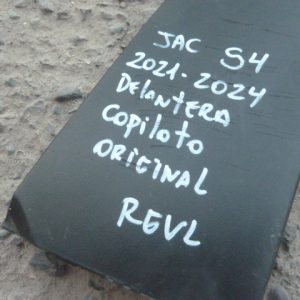 JAC S4
2021-2024
DELANTERA
COPILOTO
ORIGINAL
REVL